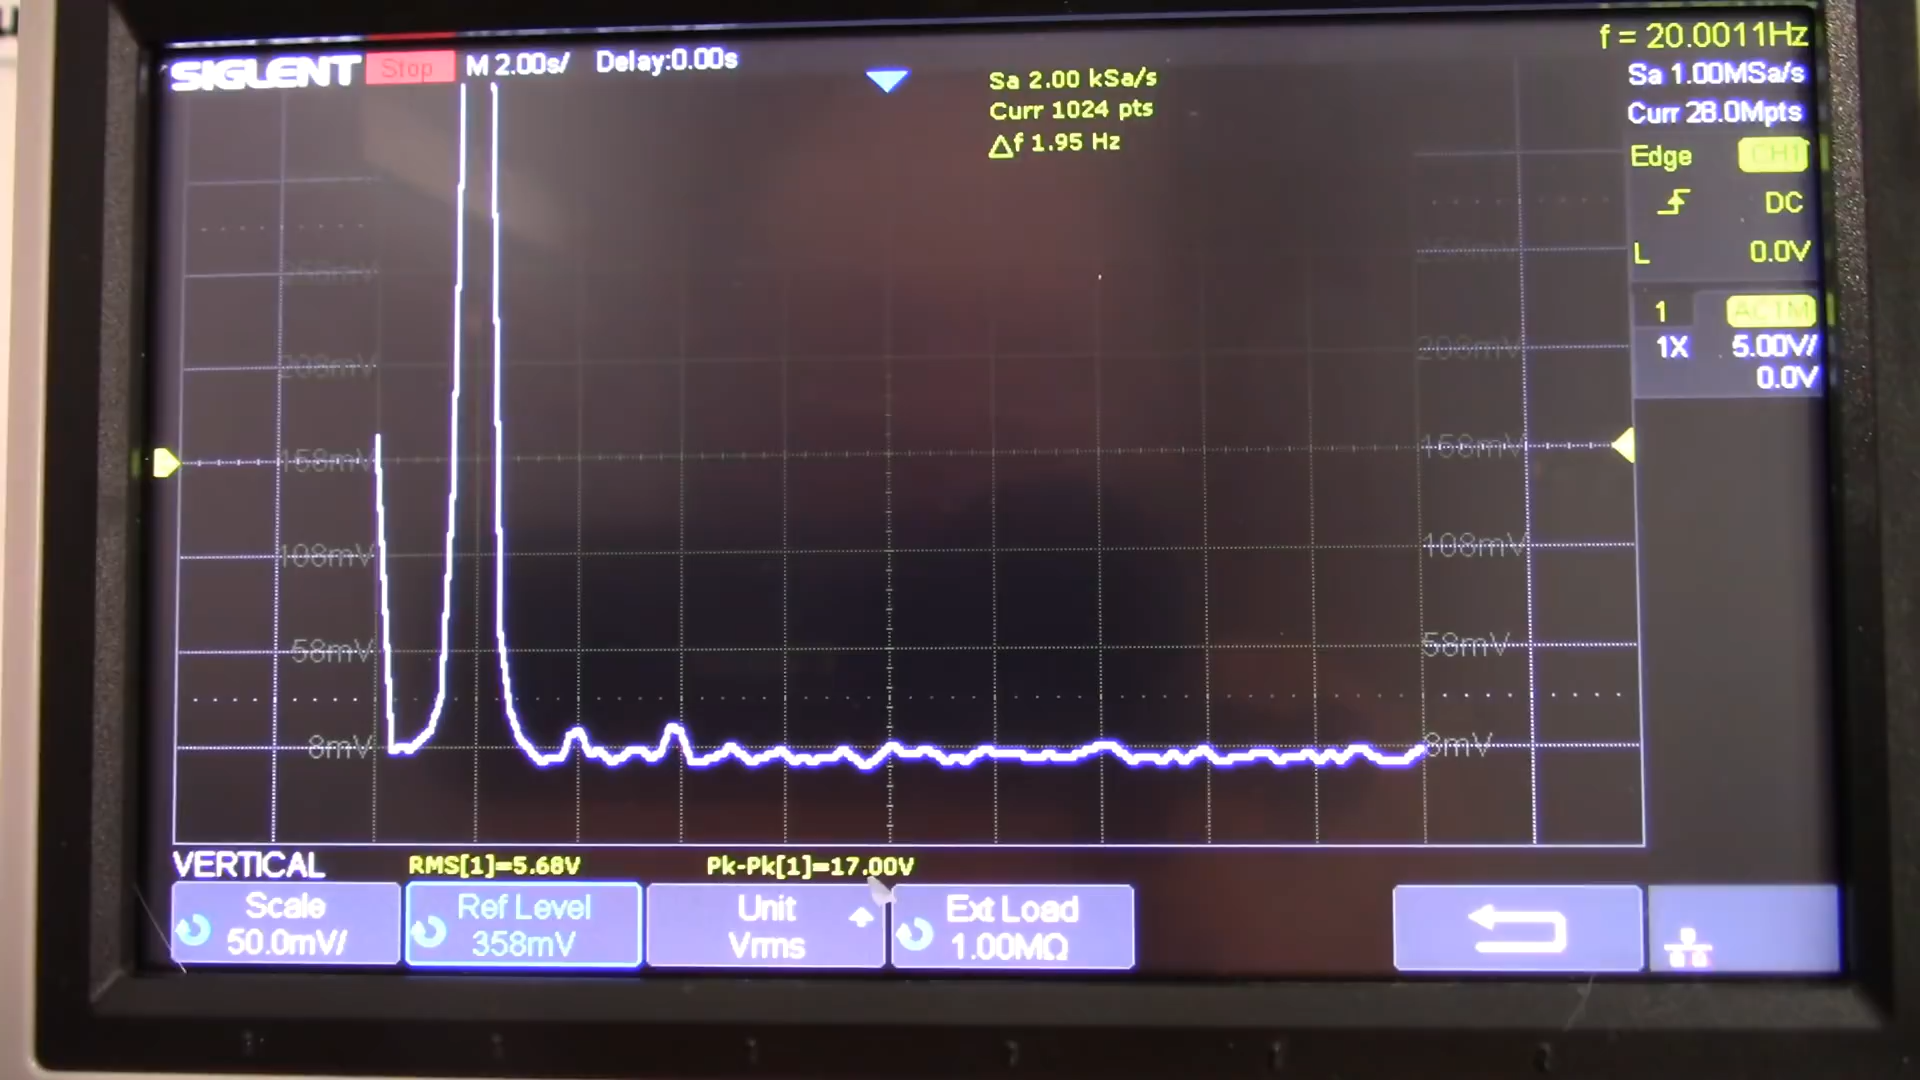 f = 20.0011Hz
SIGLENT Stop M 2.00s/ Delay:0.00s
Sa 2.00 kSa/s
Curr 1024 pts
△f 1.95 Hz
Sa 1.00MSa/s
Curr 28.0Mpts
Edge CH1
DC
L 0.0V
1 AC1M
1X 5.00V/
0.0V
208mV 208mV
158mV 158mV
108mV 108mV
58mV 58mV
8mV 8mV
VERTICAL RMS[1]=5.68V Pk-Pk[1]=17.00V
Scale
50.0mV/
Ref Level
358mV
Unit
Vrms
Ext Load
1.00MΩ